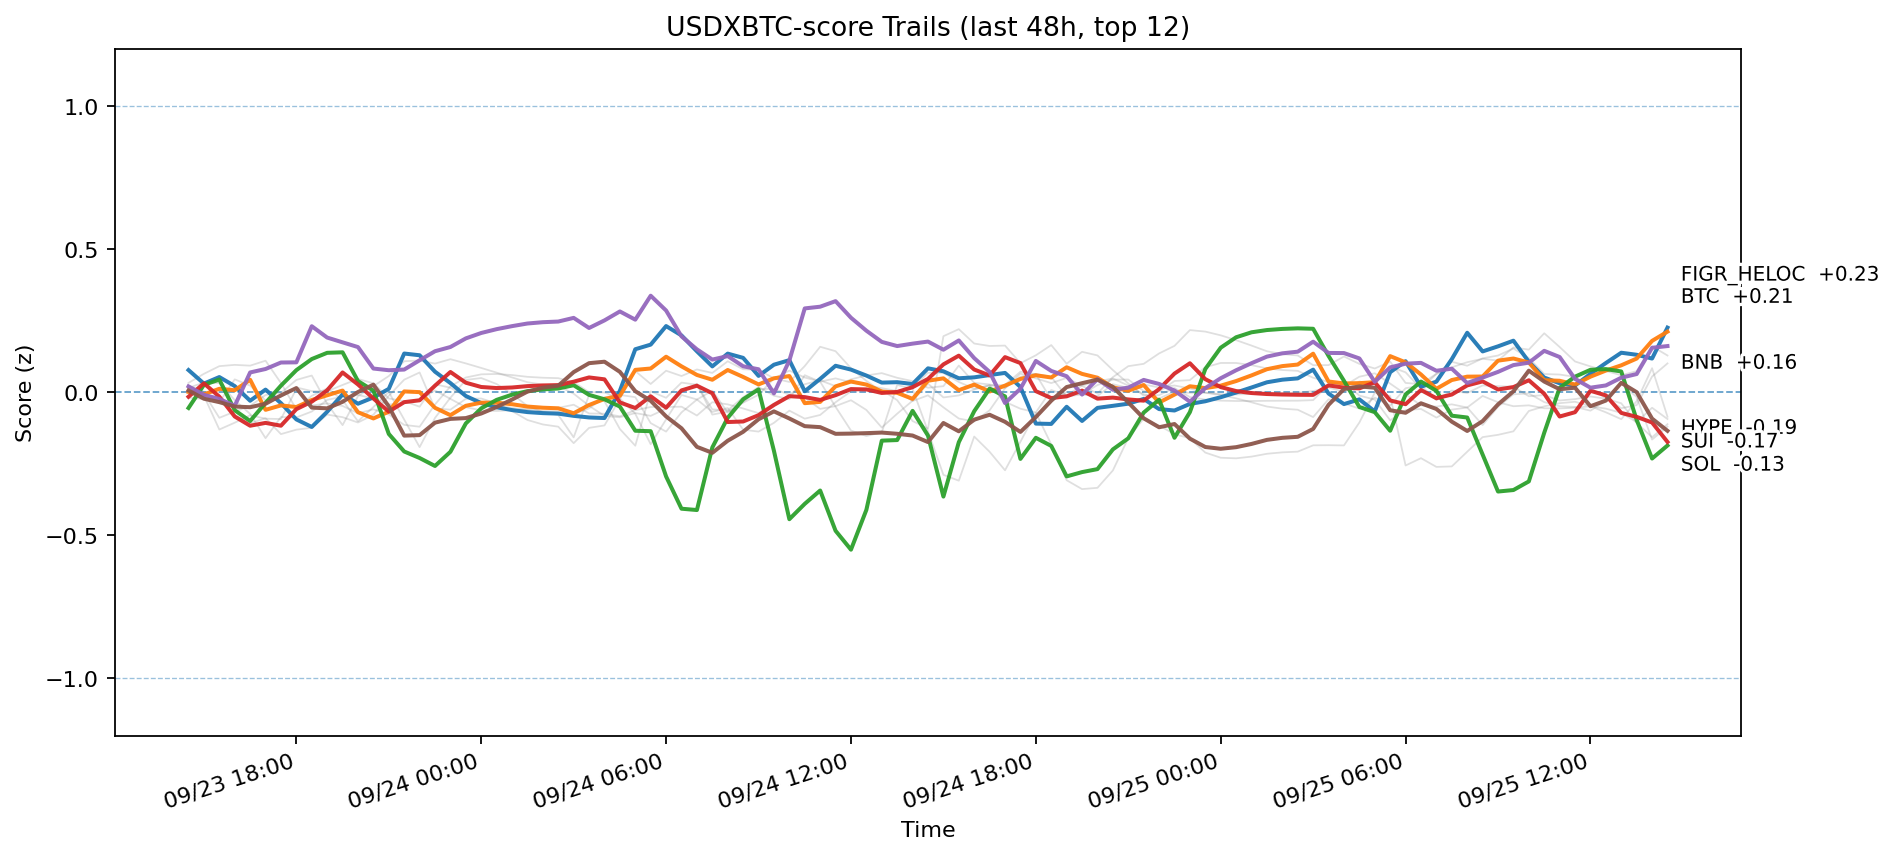 USDXBTC-score Trails (last 48h, top 12)
Score (z)
1.0
0.5
0.0
−0.5
−1.0
FIGR_HELOC +0.23
BTC +0.21
BNB +0.16
HYPE -0.19
SUI -0.17
SOL -0.13
09/23 18:00
09/24 00:00
09/24 06:00
09/24 12:00
09/24 18:00
09/25 00:00
09/25 06:00
09/25 12:00
Time